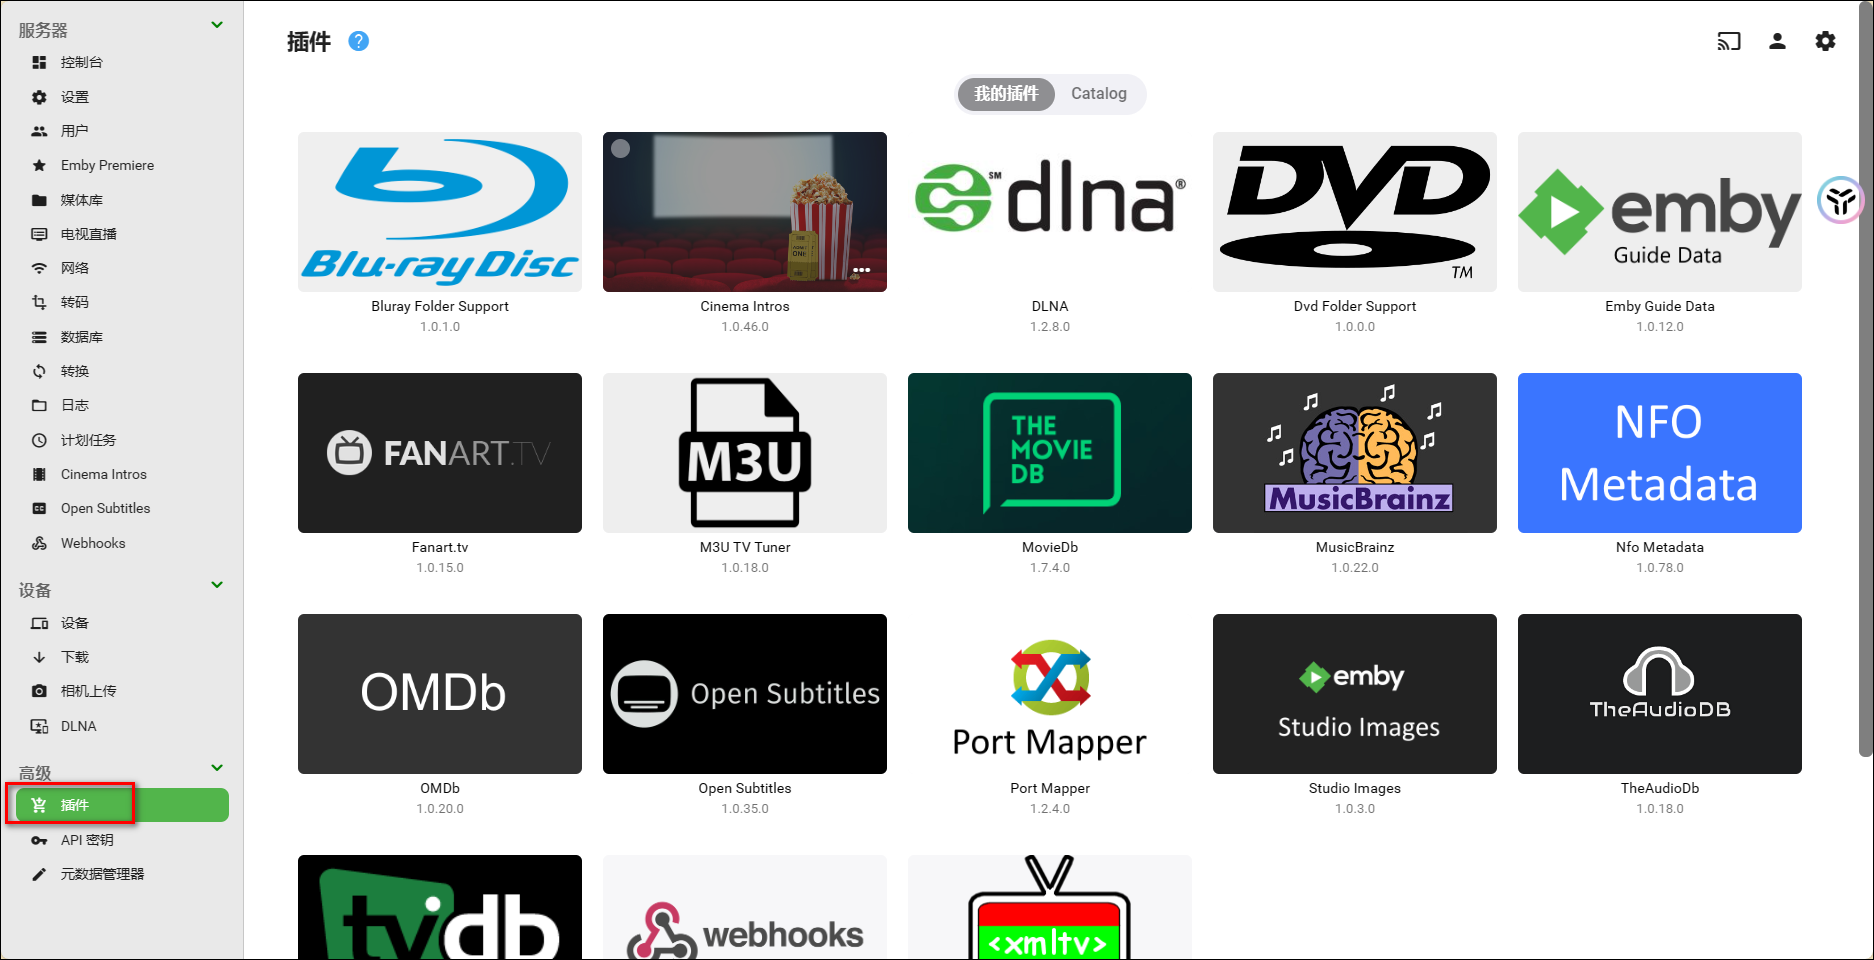 服务器
控制台
设置
用户
Emby Premiere
媒体库
电视直播
网络
转码
数据库
转换
日志
计划任务
Cinema Intros
Open Subtitles
Webhooks
设备
设备
下载
相机上传
DLNA
高级
插件
API 密钥
元数据管理器
插件 ?
我的插件 Catalog
Blu-ray Disc
Bluray Folder Support
1.0.1.0
Cinema Intros
1.0.46.0
SM dlna ®
DLNA
1.2.8.0
DVD
TM
Dvd Folder Support
1.0.0.0
emby
Guide Data
Emby Guide Data
1.0.12.0
FANART.TV
Fanart.tv
1.0.15.0
M3U
M3U TV Tuner
1.0.18.0
THE
MOVIE
DB
MovieDb
1.7.4.0
MusicBrainz
MusicBrainz
1.0.22.0
NFO
Metadata
Nfo Metadata
1.0.78.0
OMDb
OMDb
1.0.20.0
Open Subtitles
Open Subtitles
1.0.35.0
Port Mapper
Port Mapper
1.2.4.0
emby
Studio Images
Studio Images
1.0.3.0
TheAudioDB
TheAudioDb
1.0.18.0
tvdb
webhooks
<xmltv>